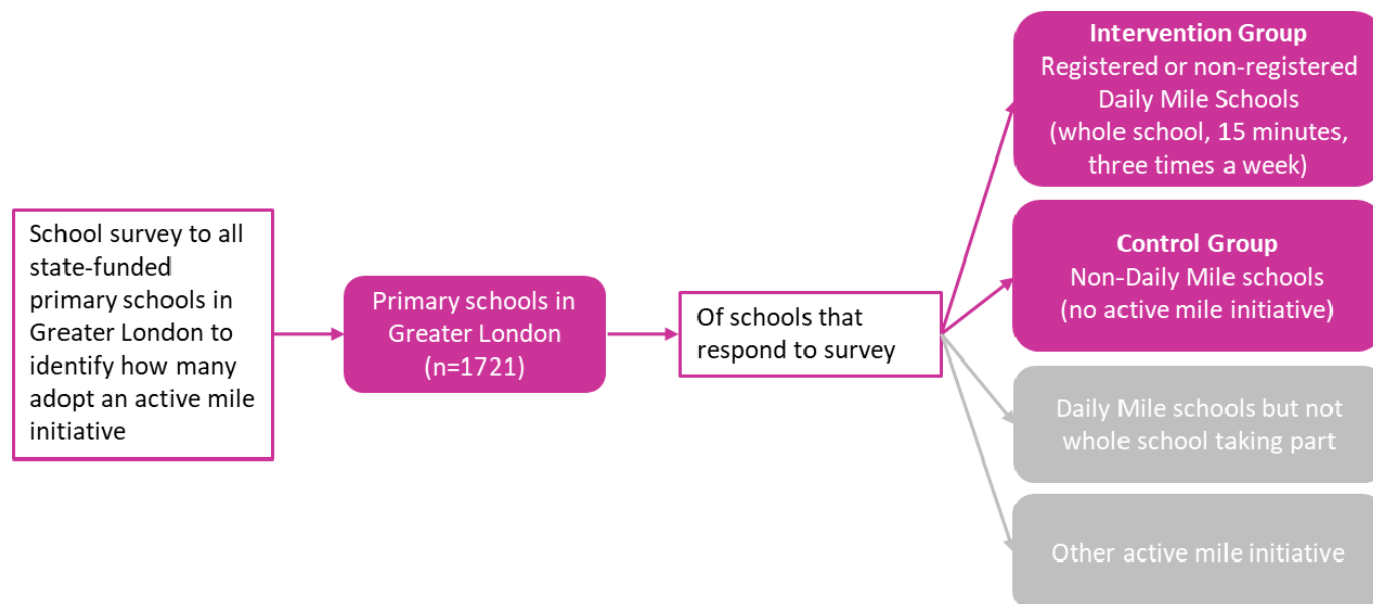 School survey to all
state-funded
primary schools in
Greater London to
identify how many
adopt an active mile
initiative
Primary schools in
Greater London
(n=1721)
Of schools that
respond to survey
Intervention Group
Registered or non-registered
Daily Mile Schools
(whole school, 15 minutes,
three times a week)
Control Group
Non-Daily Mile schools
(no active mile initiative)
Daily Mile schools but not
whole school taking part
Other active mile initiative